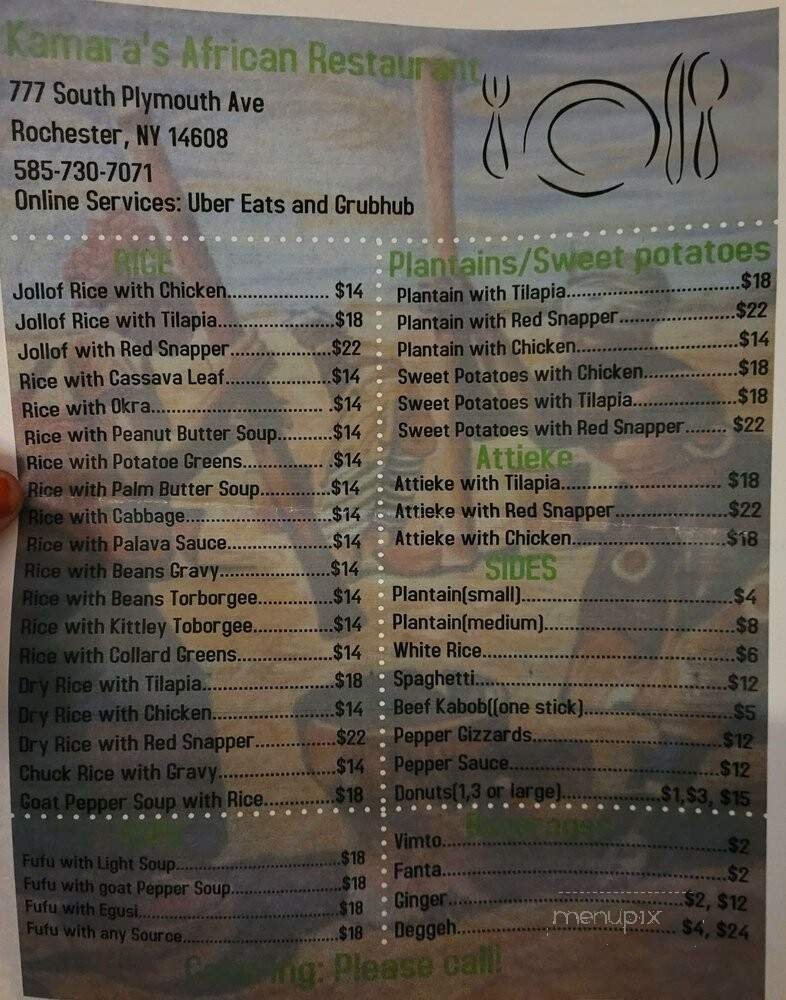 Kamara's African Restaurant
777 South Plymouth Ave
Rochester, NY 14608
585-730-7071
Online Services: Uber Eats and Grubhub
RICE
Jollof Rice with Chicken.................... $14
Jollof Rice with Tilapia.......................$18
Jollof with Red Snapper....................$22
Rice with Cassava Leaf.....................$14
Rice with Okra.................................. .$14
Rice with Peanut Butter Soup..........$14
Rice with Potatoe Greens................ .$14
Rice with Palm Butter Soup.............$14
Rice with Cabbage...........................$14
Rice with Palava Sauce....................$14
Rice with Beans Gravy.....................$14
Rice with Beans Torborgee..............$14
Rice with Kittley Toborgee...............$14
Rice with Collard Greens..................$14
Dry Rice with Tilapia.........................$18
Dry Rice with Chicken.......................$14
Dry Rice with Red Snapper...............$22
Chuck Rice with Gravy......................$14
Goat Pepper Soup with Rice.............$18
Fufu with Light Soup..............................$18
Fufu with goat Pepper Soup....................$18
Fufu with Egusi.....................................$18
Fufu with any Source.............................$18
Plantains/Sweet potatoes
Plantain with Tilapia...............................$18
Plantain with Red Snapper.....................$22
Plantain with Chicken.............................$14
Sweet Potatoes with Chicken.................$18
Sweet Potatoes with Tilapia...................$18
Sweet Potatoes with Red Snapper........ $22
Attieke
Attieke with Tilapia............................... $18
Attieke with Red Snapper.....................$22
Attieke with Chicken.............................$18
SIDES
Plantain(small)........................................$4
Plantain(medium)...................................$8
White Rice...............................................$6
Spaghetti...............................................$12
Beef Kabob((one stick)...........................$5
Pepper Gizzards....................................$12
Pepper Sauce........................................$12
Donuts(1,3 or large)..................$1,$3, $15
Beverages
Vimto.....................................................$2
Fanta.....................................................$2
Ginger............................................$2, $12
Deggeh..........................................$4, $24
menupix
Please call!